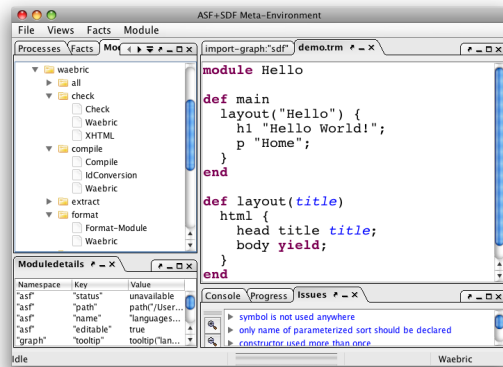 ASF+SDF Meta-Environment
File Views Facts Module
Processes Facts
waebric
all
check
Check
Waebric
XHTML
compile
Compile
IdConversion
Waebric
extract
format
Format-Module
Waebric
Moduledetails
Namespace Key Value
"asf" "status" unavailable
"asf" "path" path("/User...
"asf" "name" "languages...
"asf" "editable" true
"graph" "tooltip" tooltip("lan...
import-graph:"sdf" demo.trm
module Hello
def main
layout("Hello") {
h1 "Hello World!";
p "Home";
}
end
def layout(title)
html {
head title title;
body yield;
}
end
Console Progress Issues
symbol is not used anywhere
only name of parameterized sort should be declared
constructor used more than once
Idle
Waebric